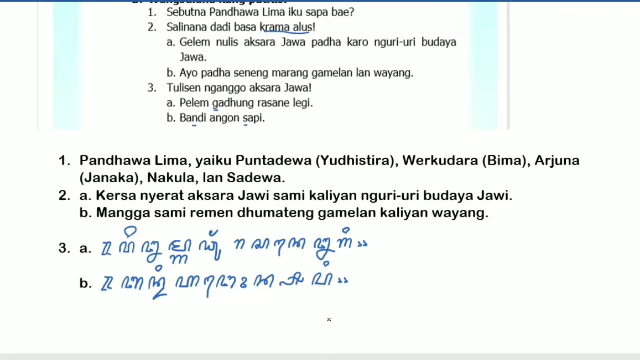 1. Sebutna Pandhawa Lima iku sapa bae?
2. Salinana dadi basa krama alus!
a. Gelem nulis aksara Jawa padha karo nguri-uri budaya
Jawa.
b. Ayo padha seneng marang gamelan lan wayang.
3. Tulisen nganggo aksara Jawa!
a. Pelem gadhung rasane legi.
b. Bandi angon sapi.
1. Pandhawa Lima, yaiku Puntadewa (Yudhistira), Werkudara (Bima), Arjuna
(Janaka), Nakula, lan Sadewa.
2. a. Kersa nyerat aksara Jawi sami kaliyan nguri-uri budaya Jawi.
b. Mangga sami remen dhumateng gamelan kaliyan wayang.
3. a.
b.